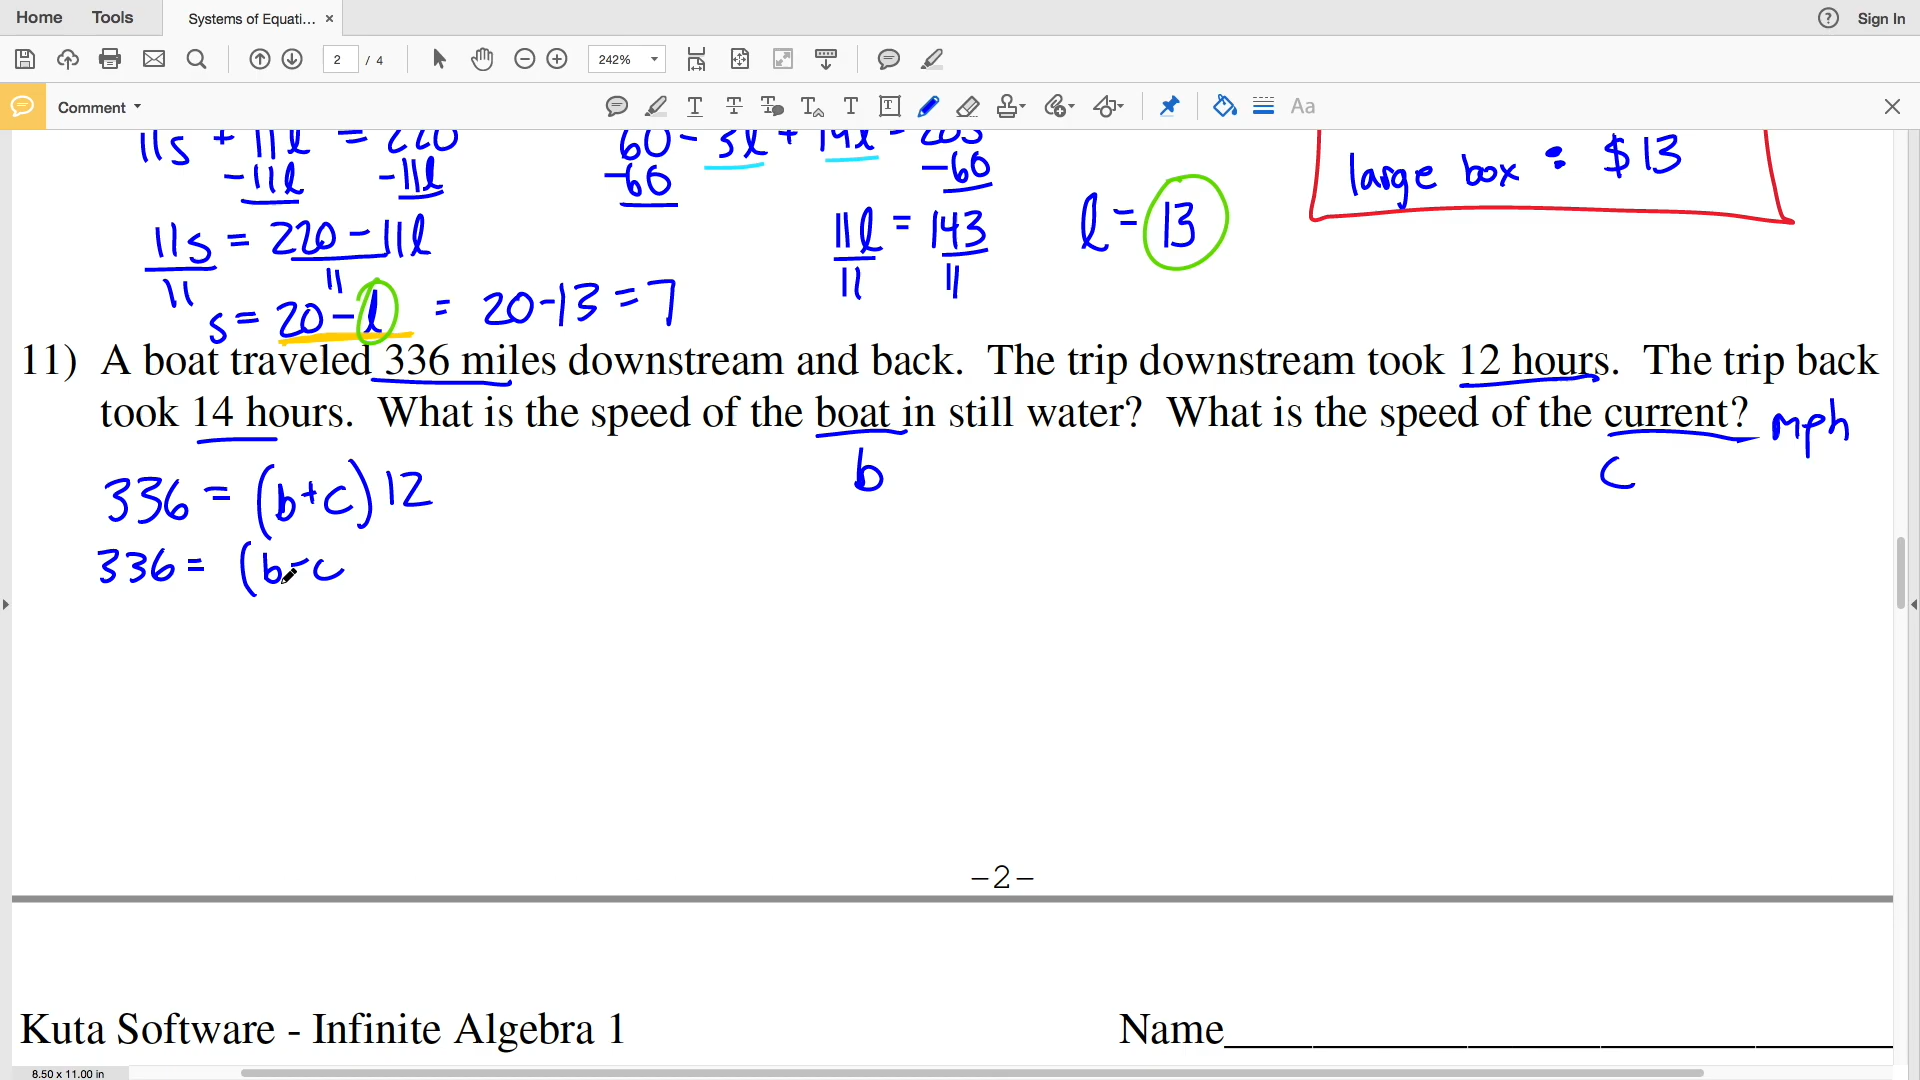 Home Tools Systems of Equati... × ? Sign In
2 / 4 242%
Comment Aa
11s + 11l = 220 60 - 5l + 14l = 203
-11l -11l -60 -60 large box : $13
11s = 220 - 11l 11l = 143 l = 13
11 11 11 11
s = 20 - l = 20 - 13 = 7
11) A boat traveled 336 miles downstream and back. The trip downstream took 12 hours. The trip back
took 14 hours. What is the speed of the boat in still water? What is the speed of the current? mph
b c
336 = (b+c)12
336 = (b-c
-2-
Kuta Software - Infinite Algebra 1 Name
8.50 x 11.00 in